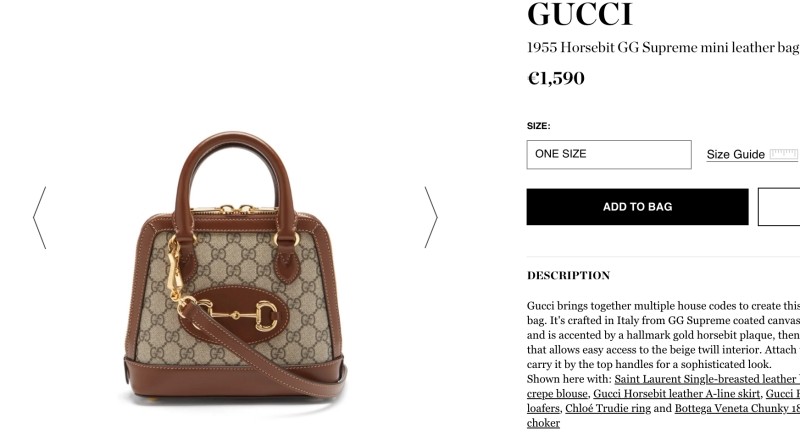 GUCCI
1955 Horsebit GG Supreme mini leather bag
€1,590
SIZE:
ONE SIZE
Size Guide
ADD TO BAG
DESCRIPTION
Gucci brings together multiple house codes to create this
bag. It's crafted in Italy from GG Supreme coated canvas
and is accented by a hallmark gold horsebit plaque, then
that allows easy access to the beige twill interior. Attach
carry it by the top handles for a sophisticated look.
Shown here with: Saint Laurent Single-breasted leather
crepe blouse, Gucci Horsebit leather A-line skirt, Gucci
loafers, Chloé Trudie ring and Bottega Veneta Chunky 18
choker